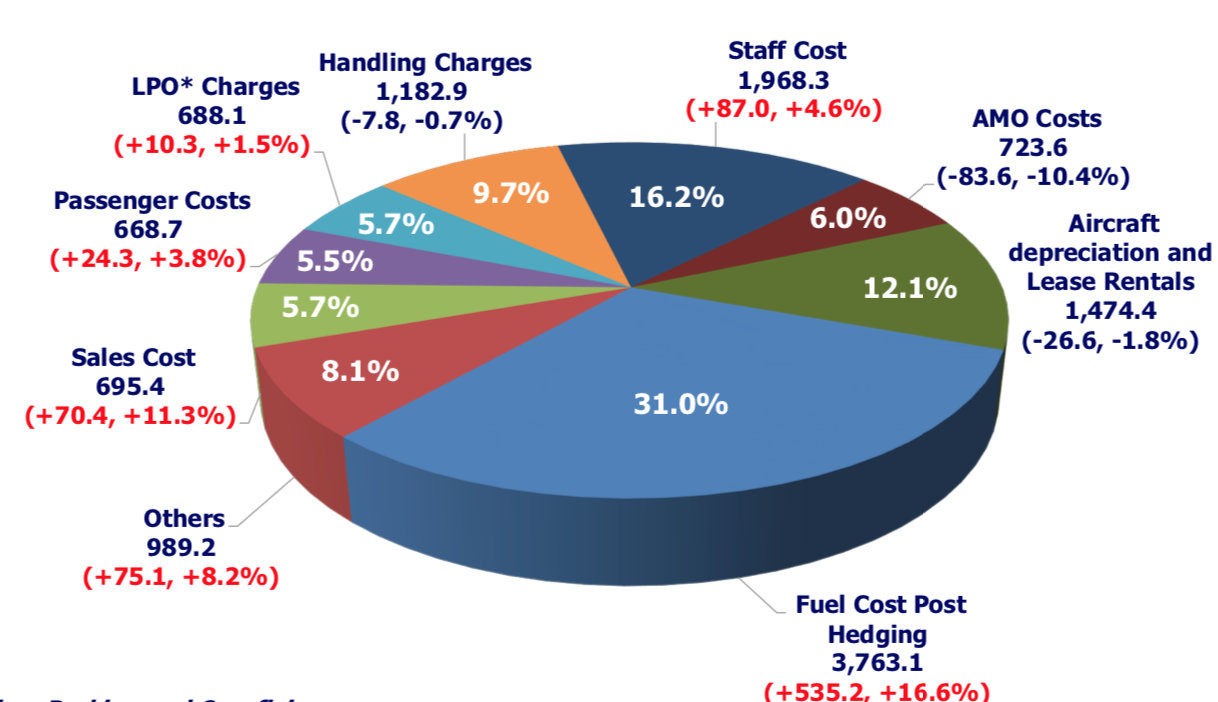 Staff Cost
1,968.3
(+87.0, +4.6%)
Handling Charges
1,182.9
(-7.8, -0.7%)
LPO* Charges
688.1
(+10.3, +1.5%)
AMO Costs
723.6
(-83.6, -10.4%)
Passenger Costs
668.7
(+24.3, +3.8%)
Aircraft
depreciation and
Lease Rentals
1,474.4
(-26.6, -1.8%)
9.7%
16.2%
6.0%
5.7%
5.5%
12.1%
5.7%
8.1%
31.0%
Sales Cost
695.4
(+70.4, +11.3%)
Others
989.2
(+75.1, +8.2%)
Fuel Cost Post
Hedging
3,763.1
(+535.2, +16.6%)